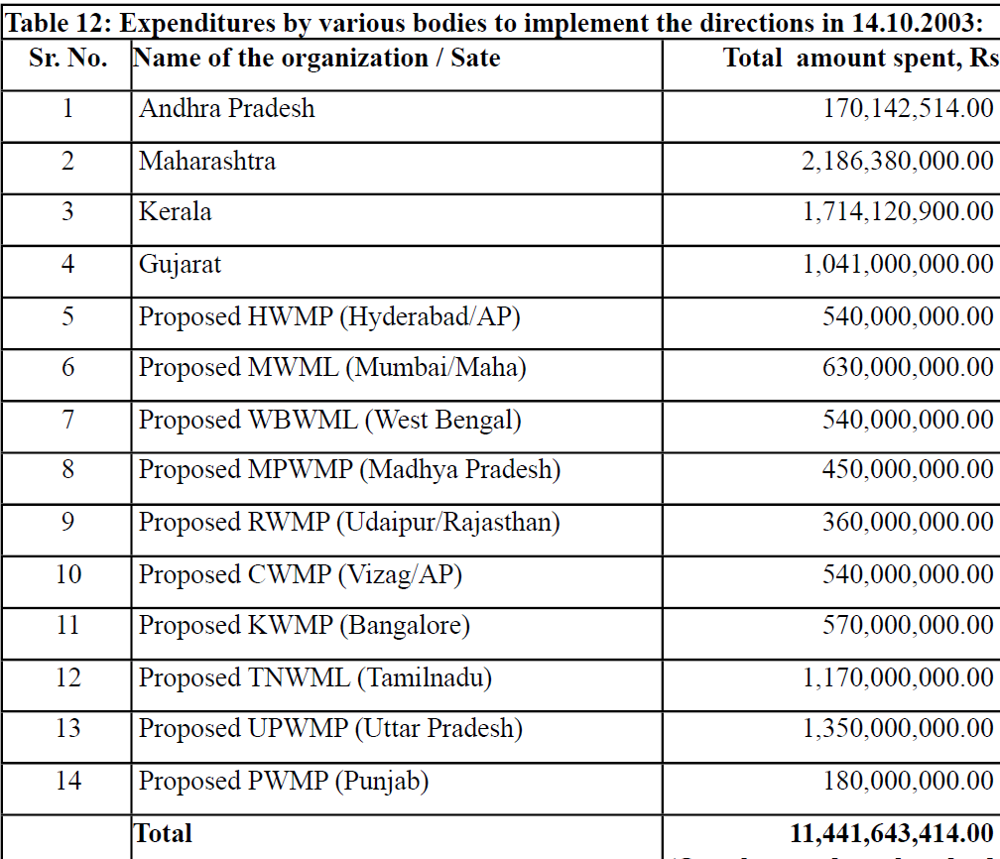 Table 12: Expenditures by various bodies to implement the directions in 14.10.2003:
Sr. No. Name of the organization / Sate Total amount spent, Rs
1 Andhra Pradesh 170,142,514.00
2 Maharashtra 2,186,380,000.00
3 Kerala 1,714,120,900.00
4 Gujarat 1,041,000,000.00
5 Proposed HWMP (Hyderabad/AP) 540,000,000.00
6 Proposed MWML (Mumbai/Maha) 630,000,000.00
7 Proposed WBWML (West Bengal) 540,000,000.00
8 Proposed MPWMP (Madhya Pradesh) 450,000,000.00
9 Proposed RWMP (Udaipur/Rajasthan) 360,000,000.00
10 Proposed CWMP (Vizag/AP) 540,000,000.00
11 Proposed KWMP (Bangalore) 570,000,000.00
12 Proposed TNWML (Tamilnadu) 1,170,000,000.00
13 Proposed UPWMP (Uttar Pradesh) 1,350,000,000.00
14 Proposed PWMP (Punjab) 180,000,000.00
Total 11,441,643,414.00